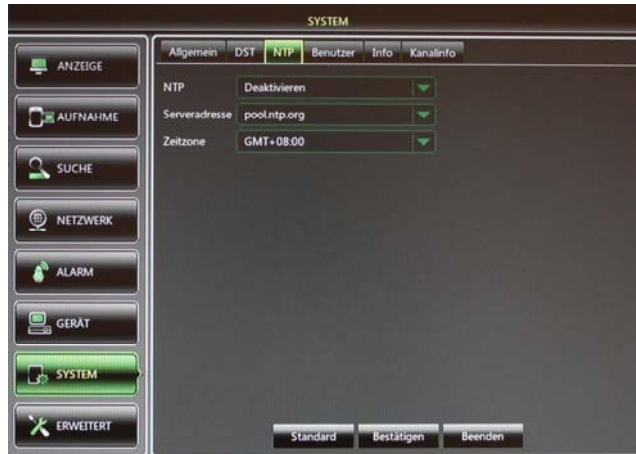 SYSTEM
ANZEIGE
AUFNAHME
SUCHE
NETZWERK
ALARM
GERÄT
SYSTEM
ERWEITERT
Allgemein DST NTP Benutzer Info Kanalinfo
NTP Deaktivieren
Serveradresse pool.ntp.org
Zeitzone GMT+08:00
Standard Bestätigen Beenden